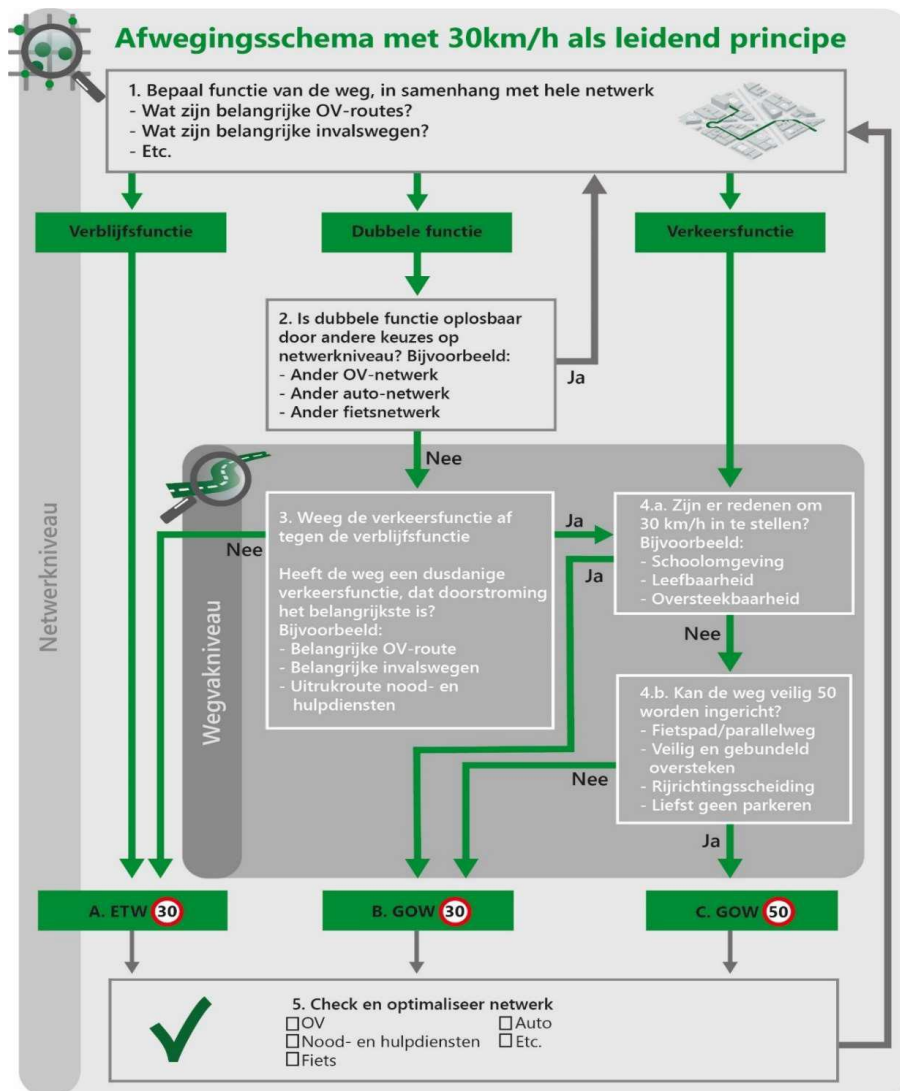 Afwegingsschema met 30km/h als leidend principe
1. Bepaal functie van de weg, in samenhang met hele netwerk
- Wat zijn belangrijke OV-routes?
- Wat zijn belangrijke invalswegen?
- Etc.
Verblijfsfunctie
Dubbele functie
Verkeersfunctie
2. Is dubbele functie oplosbaar
door andere keuzes op
netwerkniveau? Bijvoorbeeld:
- Ander OV-netwerk
- Ander auto-netwerk
- Ander fietsnetwerk
Ja
Nee
Netwerkniveau
Wegvakniveau
3. Weeg de verkeersfunctie af
tegen de verblijfsfunctie
Heeft de weg een dusdanige
verkeersfunctie, dat doorstroming
het belangrijkste is?
Bijvoorbeeld:
- Belangrijke OV-route
- Belangrijke invalswegen
- Uitrukroute nood- en
hulpdiensten
Nee
Ja
4.a. Zijn er redenen om
30 km/h in te stellen?
Bijvoorbeeld:
- Schoolomgeving
- Leefbaarheid
- Oversteekbaarheid
Ja
Nee
4.b. Kan de weg veilig 50
worden ingericht?
- Fietspad/parallelweg
- Veilig en gebundeld
oversteken
- Rijrichtingsscheiding
- Liefst geen parkeren
Nee
Ja
A. ETW 30
B. GOW 30
C. GOW 50
5. Check en optimaliseer netwerk
OV
Nood- en hulpdiensten
Fiets
Auto
Etc.